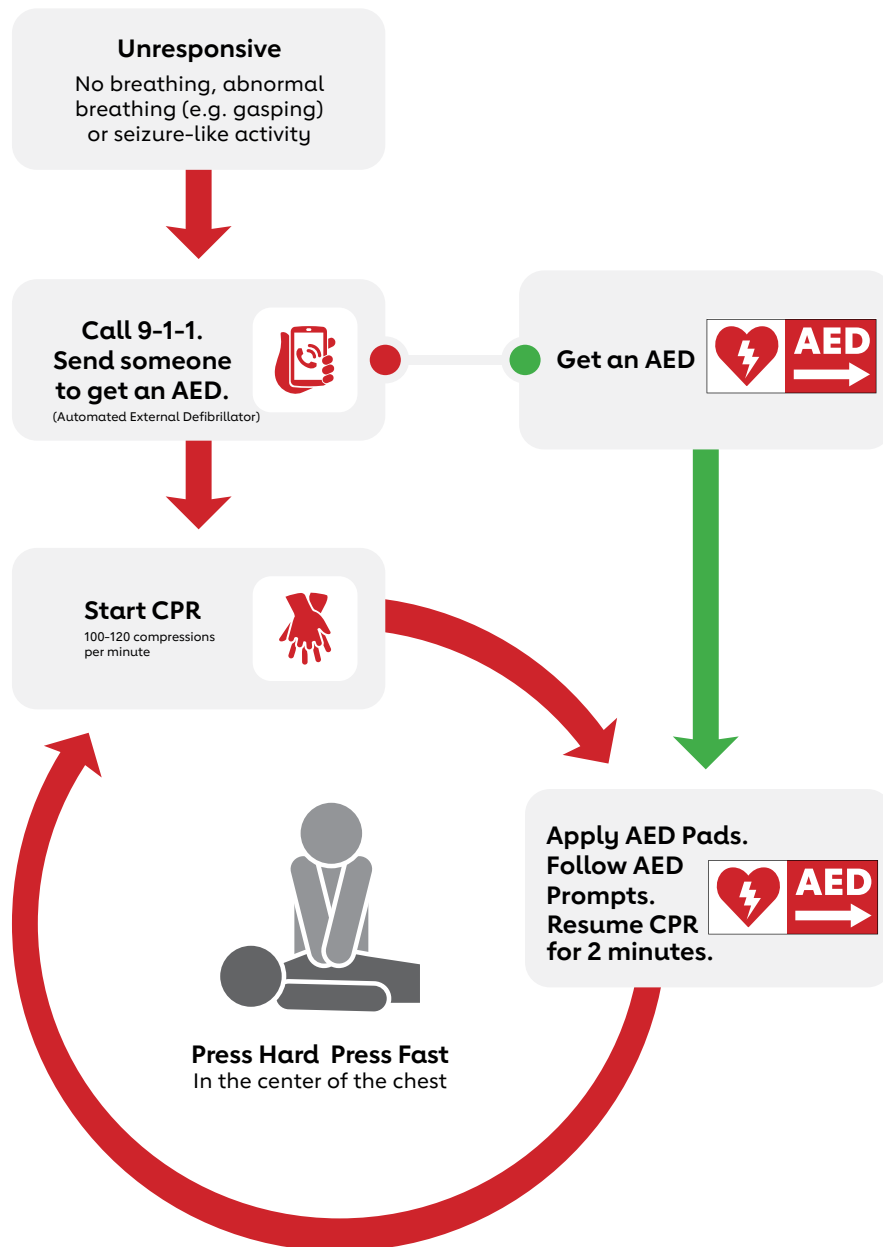 Unresponsive
No breathing, abnormal
breathing (e.g. gasping)
or seizure-like activity
Call 9-1-1.
Send someone
to get an AED.
(Automated External Defibrillator)
Get an AED
AED
Start CPR
100-120 compressions
per minute
Apply AED Pads.
Follow AED
Prompts.
Resume CPR
for 2 minutes.
AED
Press Hard Press Fast
In the center of the chest